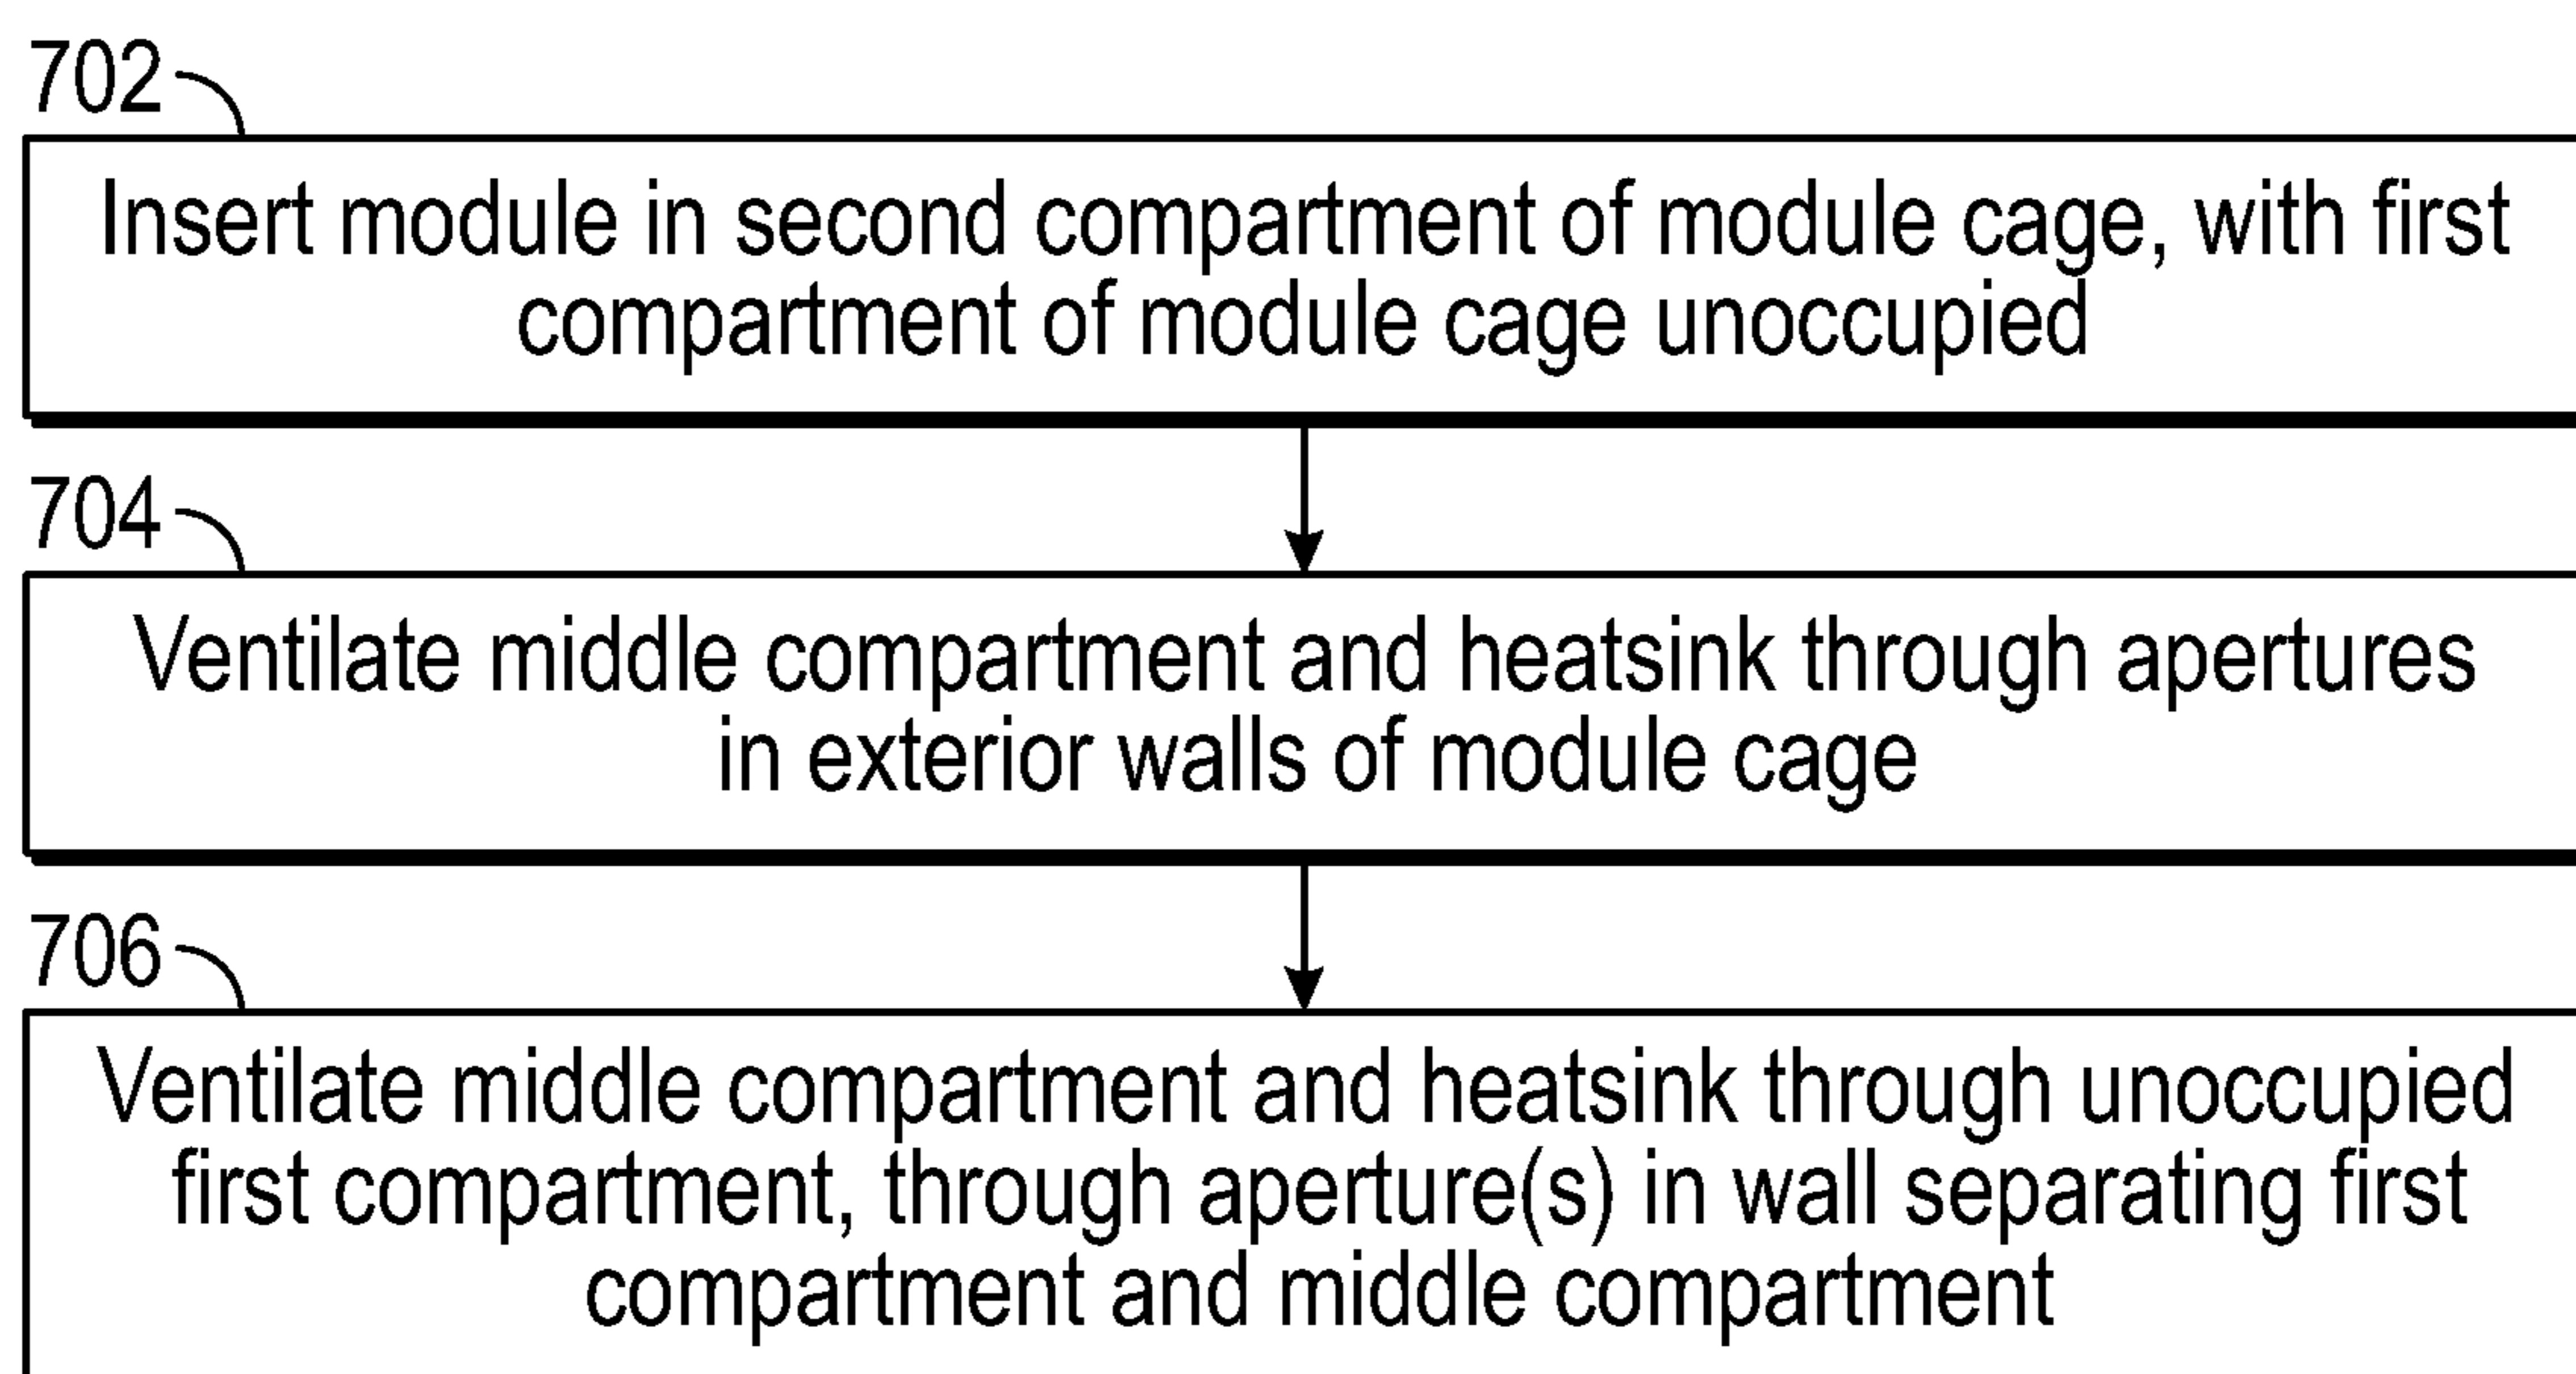 702
Insert module in second compartment of module cage, with first
compartment of module cage unoccupied
704
Ventilate middle compartment and heatsink through apertures
in exterior walls of module cage
706
Ventilate middle compartment and heatsink through unoccupied
first compartment, through aperture(s) in wall separating first
compartment and middle compartment